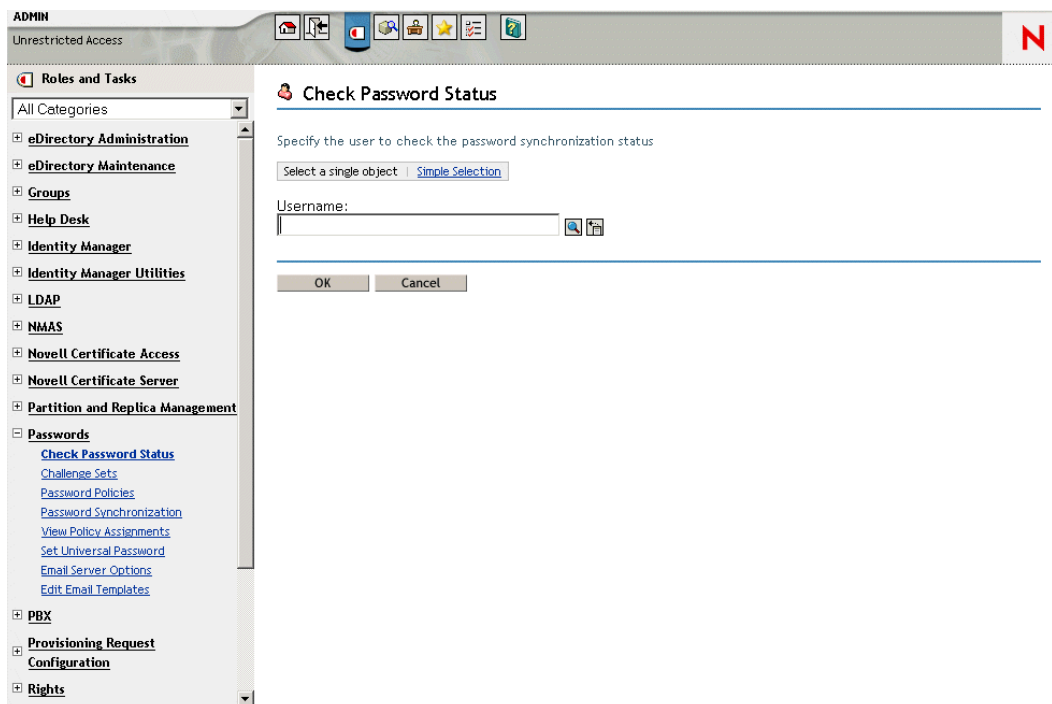 ADMIN
Unrestricted Access
N
Roles and Tasks
All Categories
eDirectory Administration
eDirectory Maintenance
Groups
Help Desk
Identity Manager
Identity Manager Utilities
LDAP
NMAS
Novell Certificate Access
Novell Certificate Server
Partition and Replica Management
Passwords
Check Password Status
Challenge Sets
Password Policies
Password Synchronization
View Policy Assignments
Set Universal Password
Email Server Options
Edit Email Templates
PBX
Provisioning Request
Configuration
Rights
Check Password Status
Specify the user to check the password synchronization status
Select a single object | Simple Selection
Username:
OK Cancel